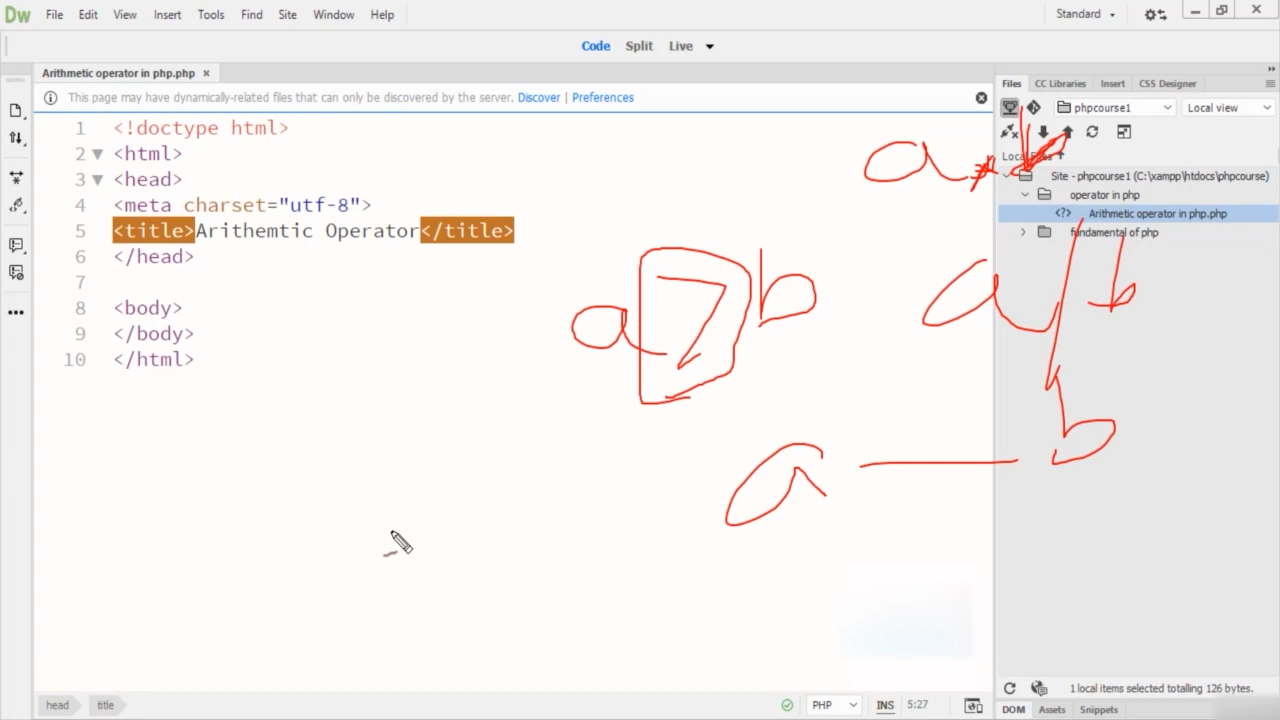 Dw File Edit View Insert Tools Find Site Window Help Standard
Code Split Live
Arithmetic operator in php.php ×
This page may have dynamically-related files that can only be discovered by the server. Discover | Preferences
1 <!doctype html>
2 <html>
3 <head>
4 <meta charset="utf-8">
5 <title>Arithemtic Operator</title>
6 </head>
7
8 <body>
9 </body>
10 </html>
a b
a b
a — b
Files CC Libraries Insert CSS Designer
phpcourse1 Local view
Site - phpcourse1 (C:\xampp\htdocs\phpcourse)
operator in php
Arithmetic operator in php.php
fundamental of php
1 local items selected totalling 126 bytes.
head title PHP INS 5:27
DOM Assets Snippets